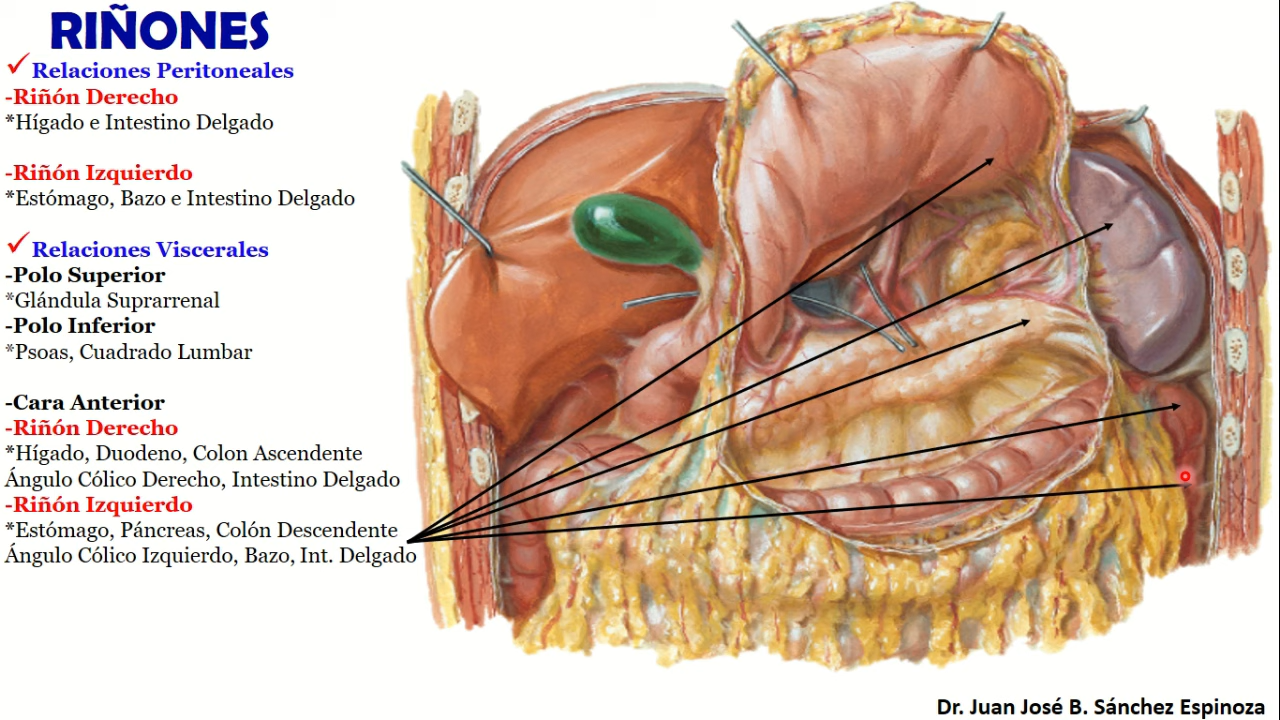 RIÑONES
✓Relaciones Peritoneales
-Riñón Derecho
*Hígado e Intestino Delgado
-Riñón Izquierdo
*Estómago, Bazo e Intestino Delgado
✓Relaciones Viscerales
-Polo Superior
*Glándula Suprarrenal
-Polo Inferior
*Psoas, Cuadrado Lumbar
-Cara Anterior
-Riñón Derecho
*Hígado, Duodeno, Colon Ascendente
Ángulo Cólico Derecho, Intestino Delgado
-Riñón Izquierdo
*Estómago, Páncreas, Colón Descendente
Ángulo Cólico Izquierdo, Bazo, Int. Delgado
Dr. Juan José B. Sánchez Espinoza